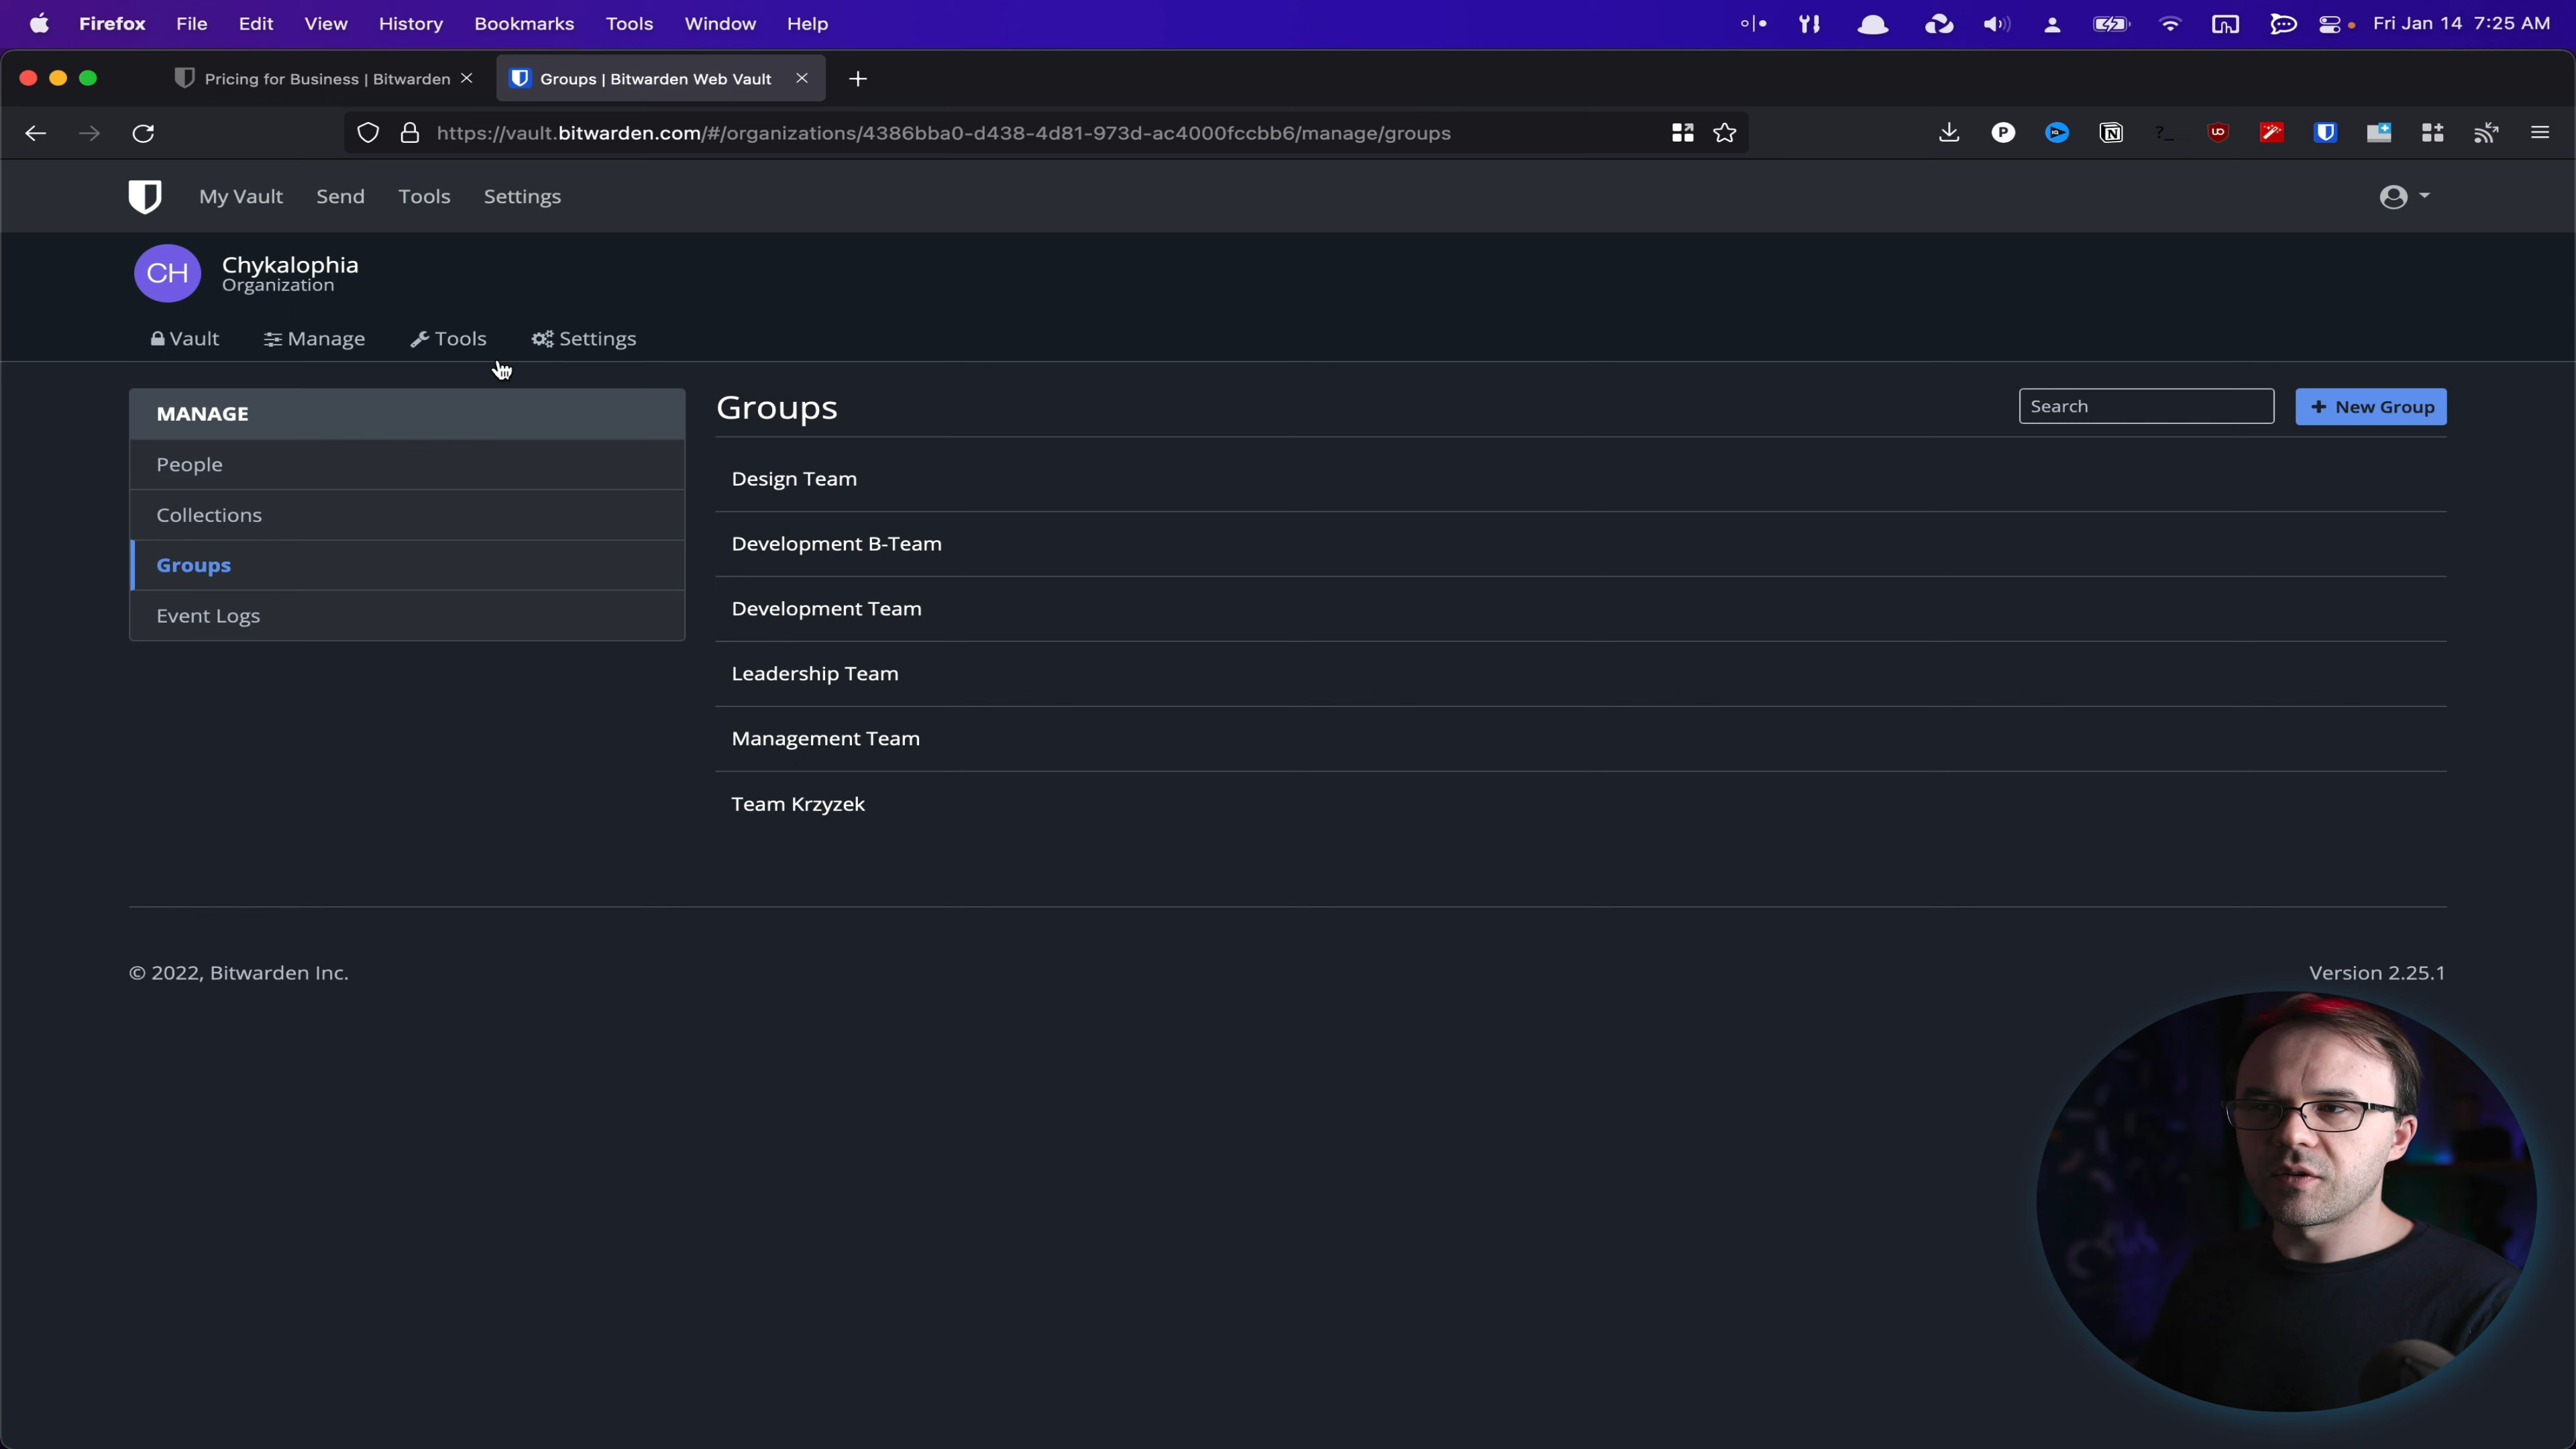 Firefox File Edit View History Bookmarks Tools Window Help Fri Jan 14 7:25 AM
Pricing for Business | Bitwarden Groups | Bitwarden Web Vault
https://vault.bitwarden.com/#/organizations/4386bba0-d438-4d81-973d-ac4000fccbb6/manage/groups
My Vault Send Tools Settings
CH Chykalophia
Organization
Vault Manage Tools Settings
MANAGE
People
Collections
Groups
Event Logs
Groups Search + New Group
Design Team
Development B-Team
Development Team
Leadership Team
Management Team
Team Krzyzek
© 2022, Bitwarden Inc. Version 2.25.1